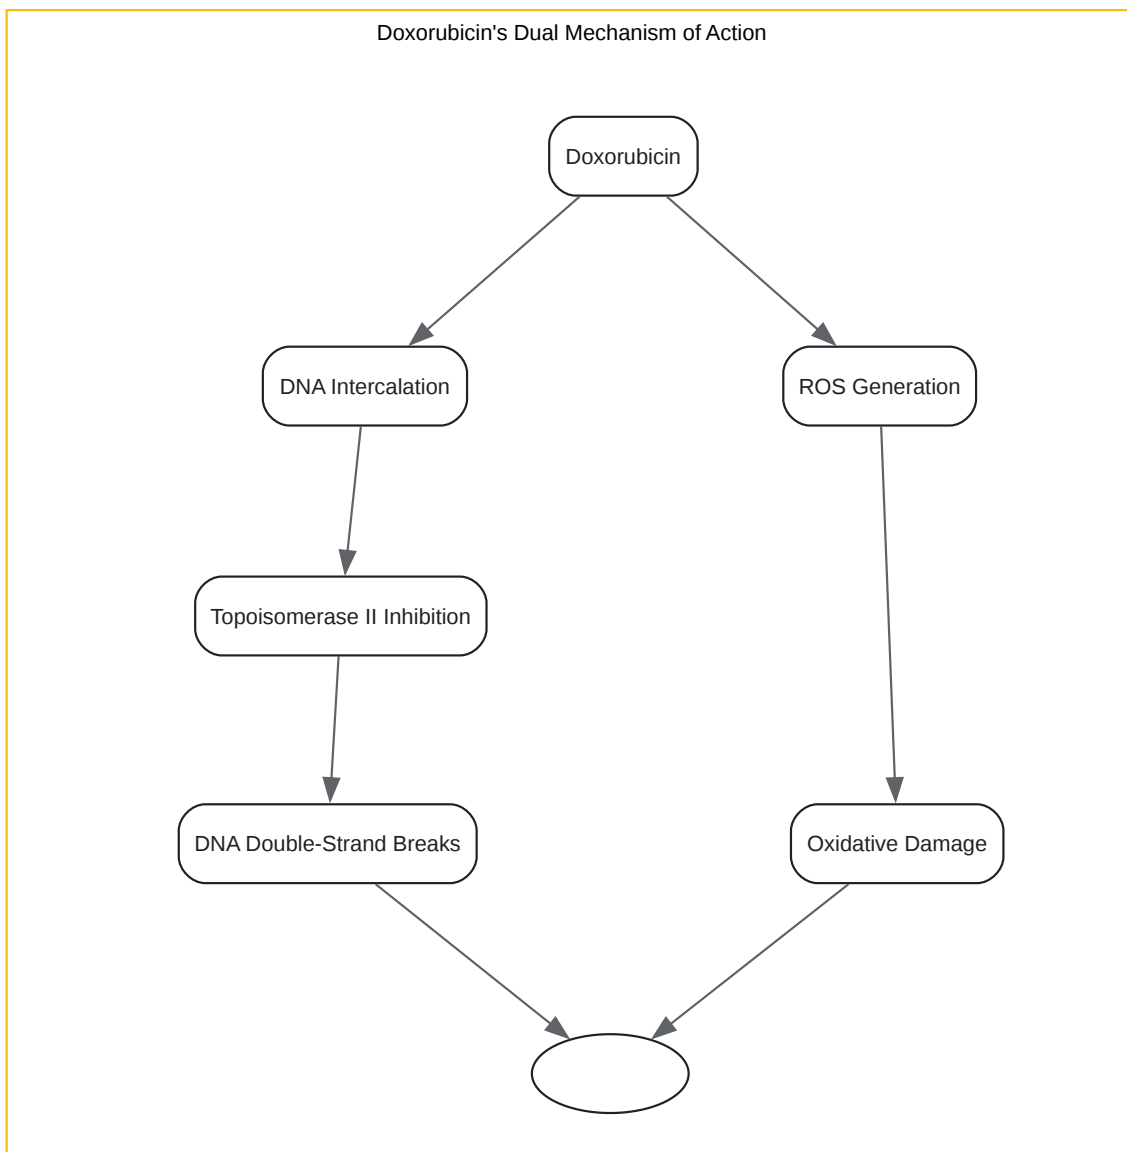 Doxorubicin's Dual Mechanism of Action
Doxorubicin
DNA Intercalation
ROS Generation
Topoisomerase II Inhibition
DNA Double-Strand Breaks
Oxidative Damage